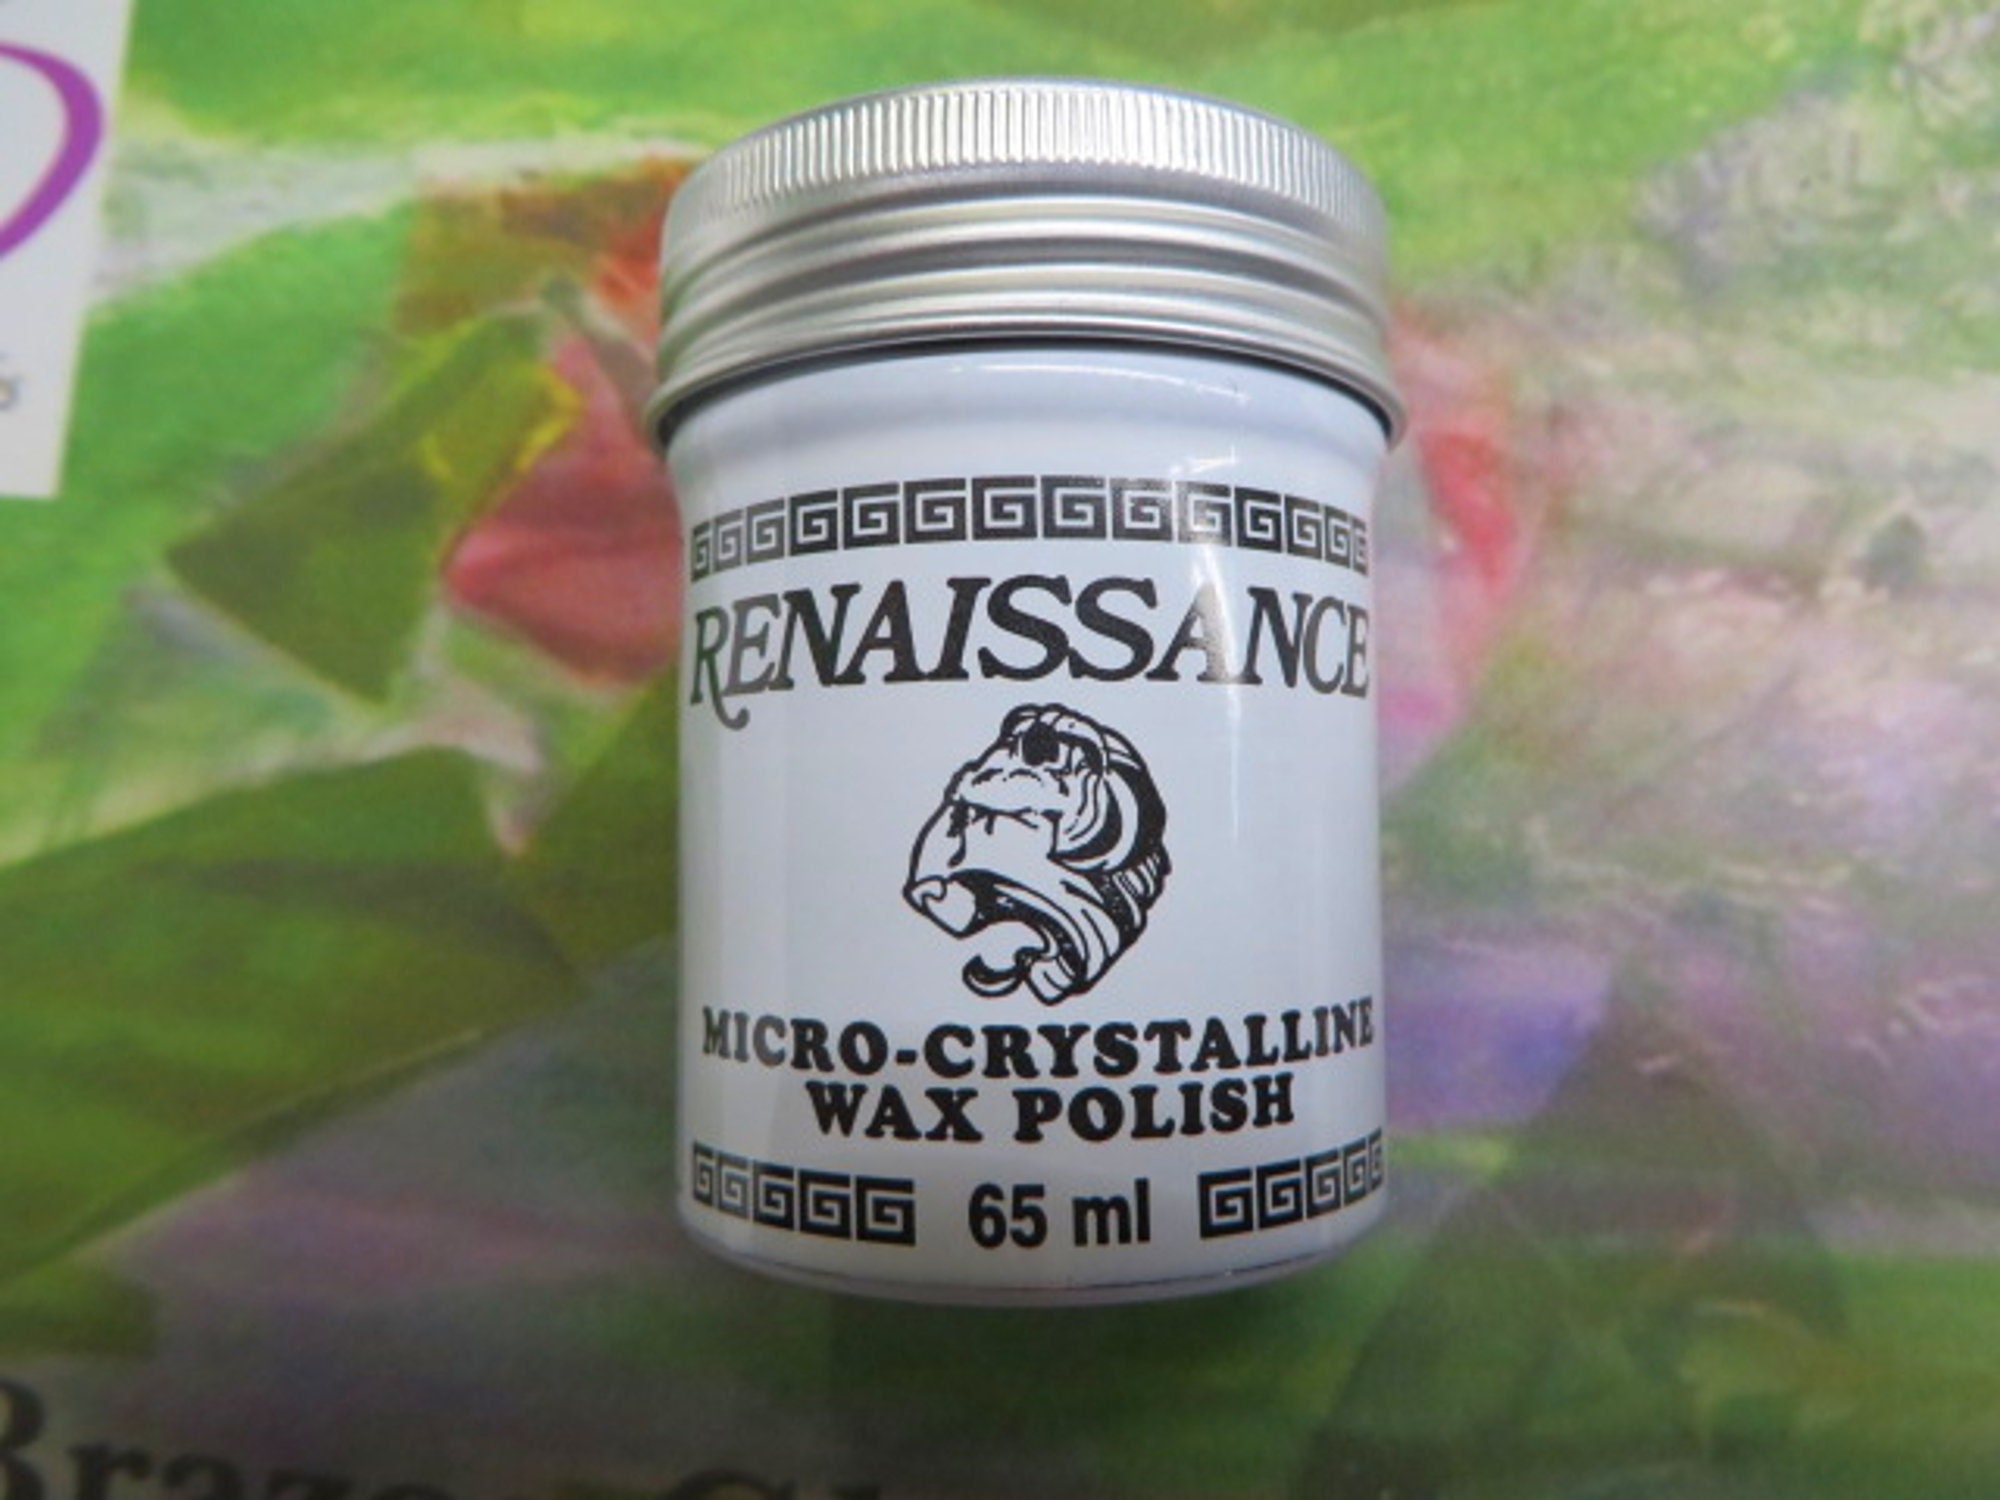 RENAISSANCE
MICRO-CRYSTALLINE
WAX POLISH
65 ml